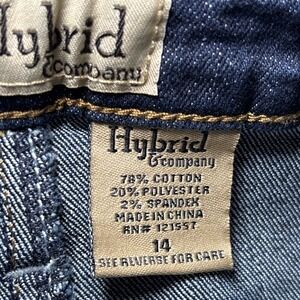 Hybrid
& company
Hybrid
& company
78% COTTON
20% POLYESTER
2% SPANDEX
MADE IN CHINA
RN# 121557
14
SEE REVERSE FOR CARE